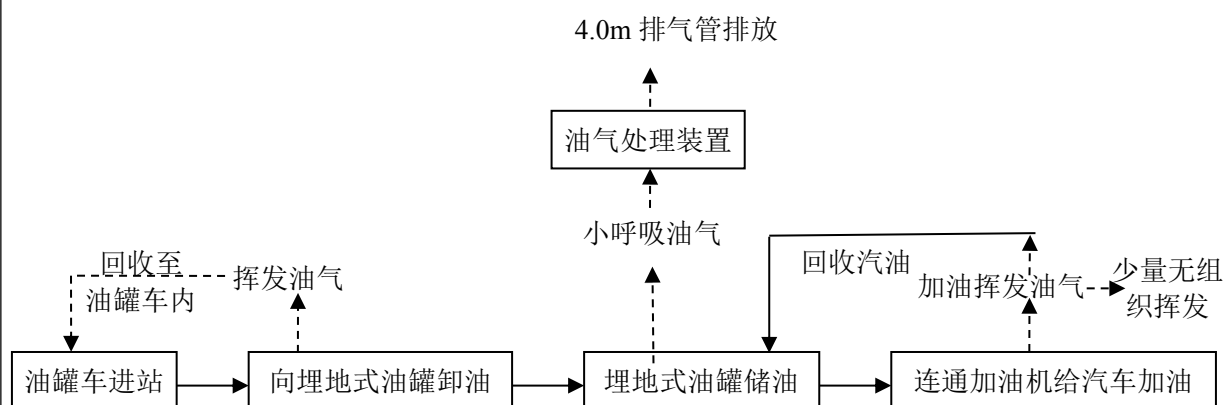 4.0m 排气管排放
油气处理装置
小呼吸油气
回收至
油罐车内
挥发油气
回收汽油
加油挥发油气
少量无组
织挥发
油罐车进站
向埋地式油罐卸油
埋地式油罐储油
连通加油机给汽车加油